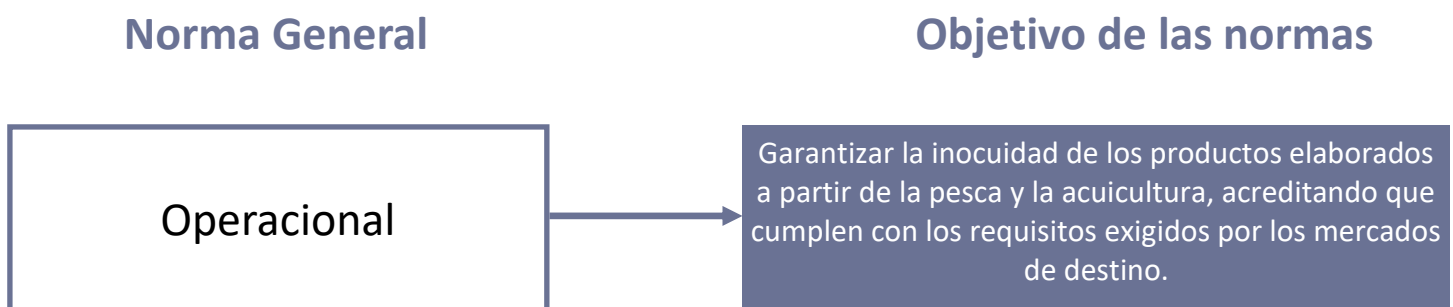 Norma General
Objetivo de las normas
Operacional
Garantizar la inocuidad de los productos elaborados
a partir de la pesca y la acuicultura, acreditando que
cumplen con los requisitos exigidos por los mercados
de destino.